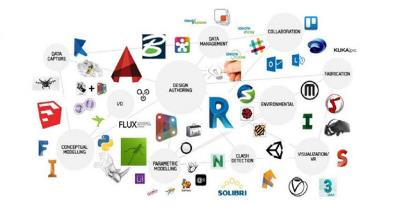 COLLABORATION
DATA
MANAGEMENT
KUKA|prc
DATA
CAPTURE
FABRICATION
DESIGN
AUTHORING
I/O
R
ENVIRONMENTAL
FLUX
CONCEPTUAL
MODELLING
F
I
N
S
PARAMETRIC
MODELLING
CLASH
DETECTION
VISUALIZATION/
VR
SOLIBRI
3